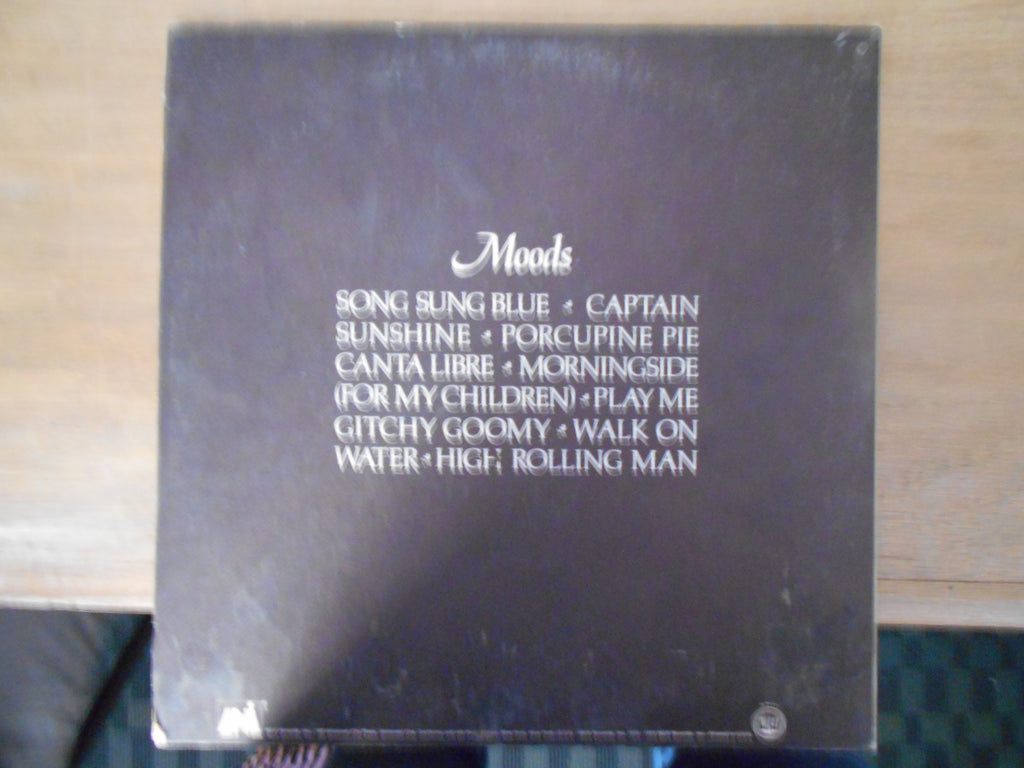 Moods
SONG SUNG BLUE • CAPTAIN
SUNSHINE • PORCUPINE PIE
CANTA LIBRE • MORNINGSIDE
(FOR MY CHILDREN) • PLAY ME
GITCHY GOOMY • WALK ON
WATER • HIGH ROLLING MAN